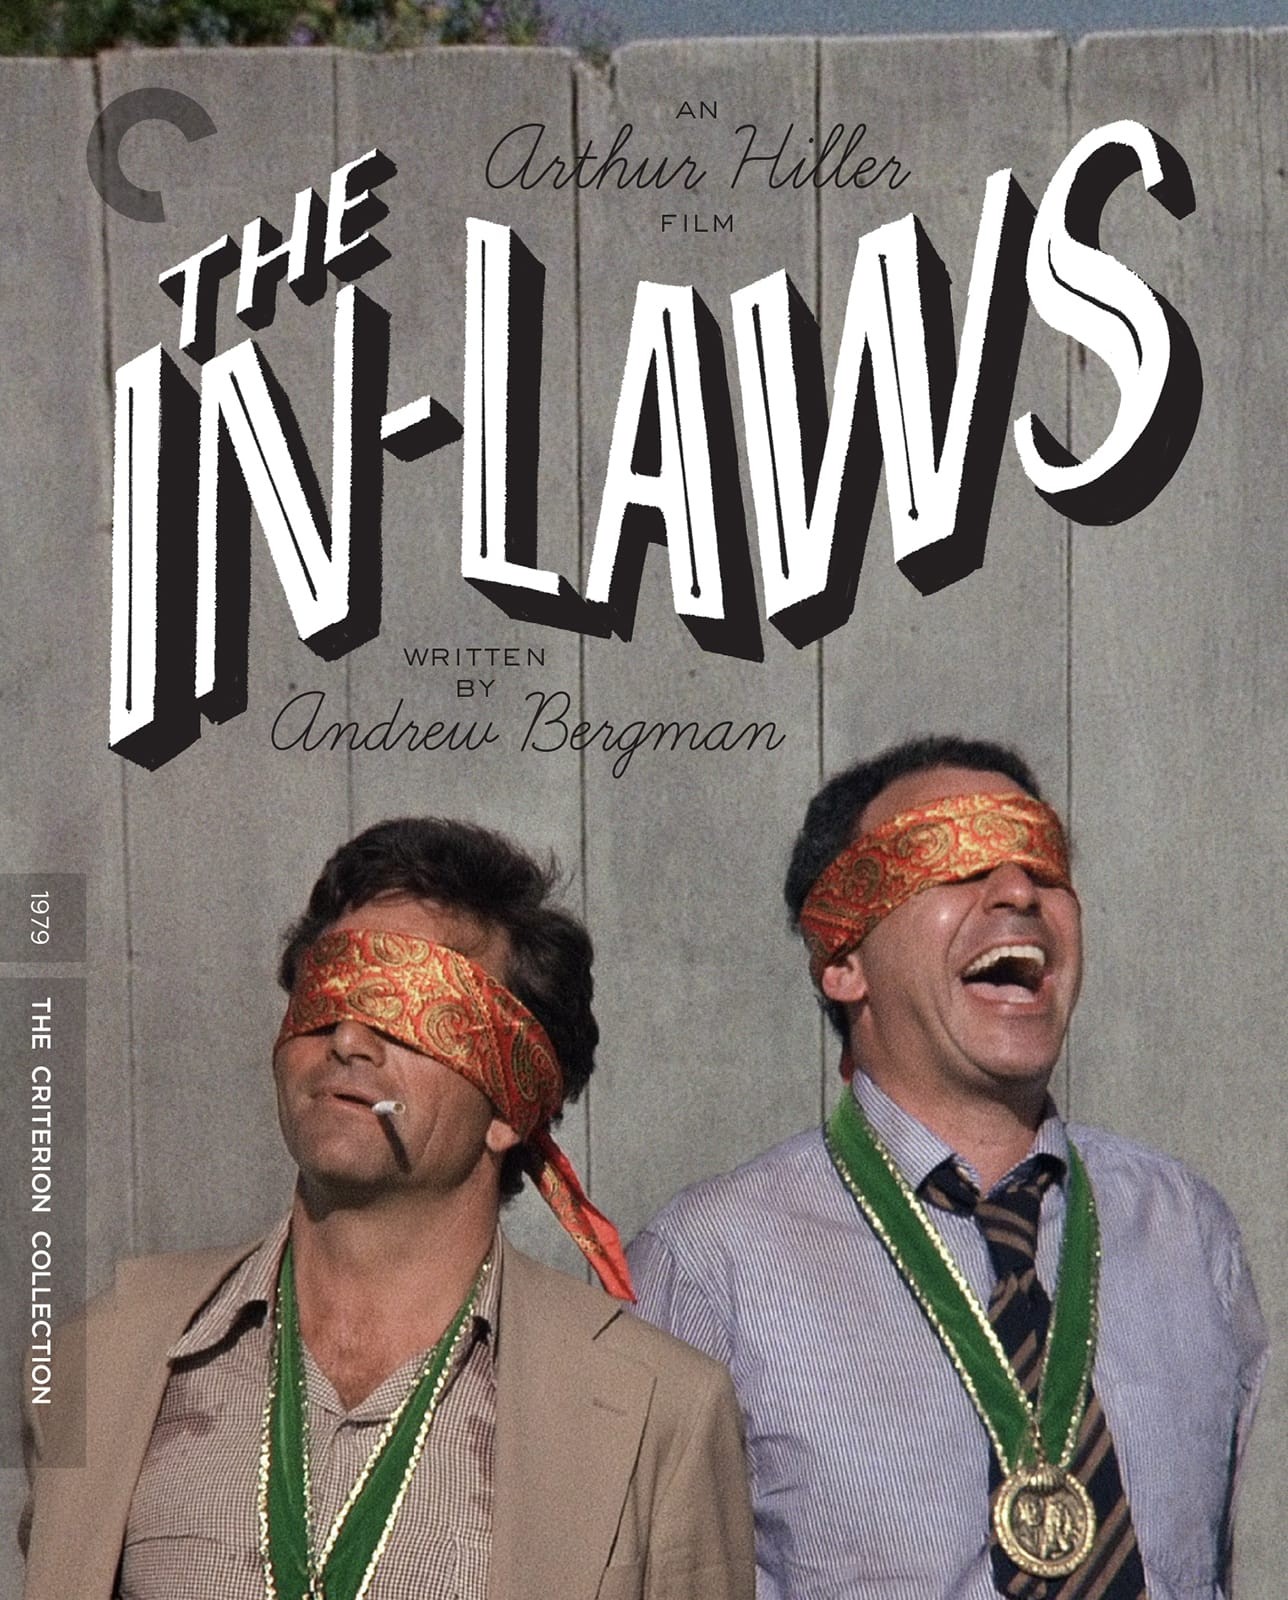 AN
Arthur Hiller
FILM
THE
IN-LAWS
WRITTEN
BY
Andrew Bergman
1979
THE CRITERION COLLECTION